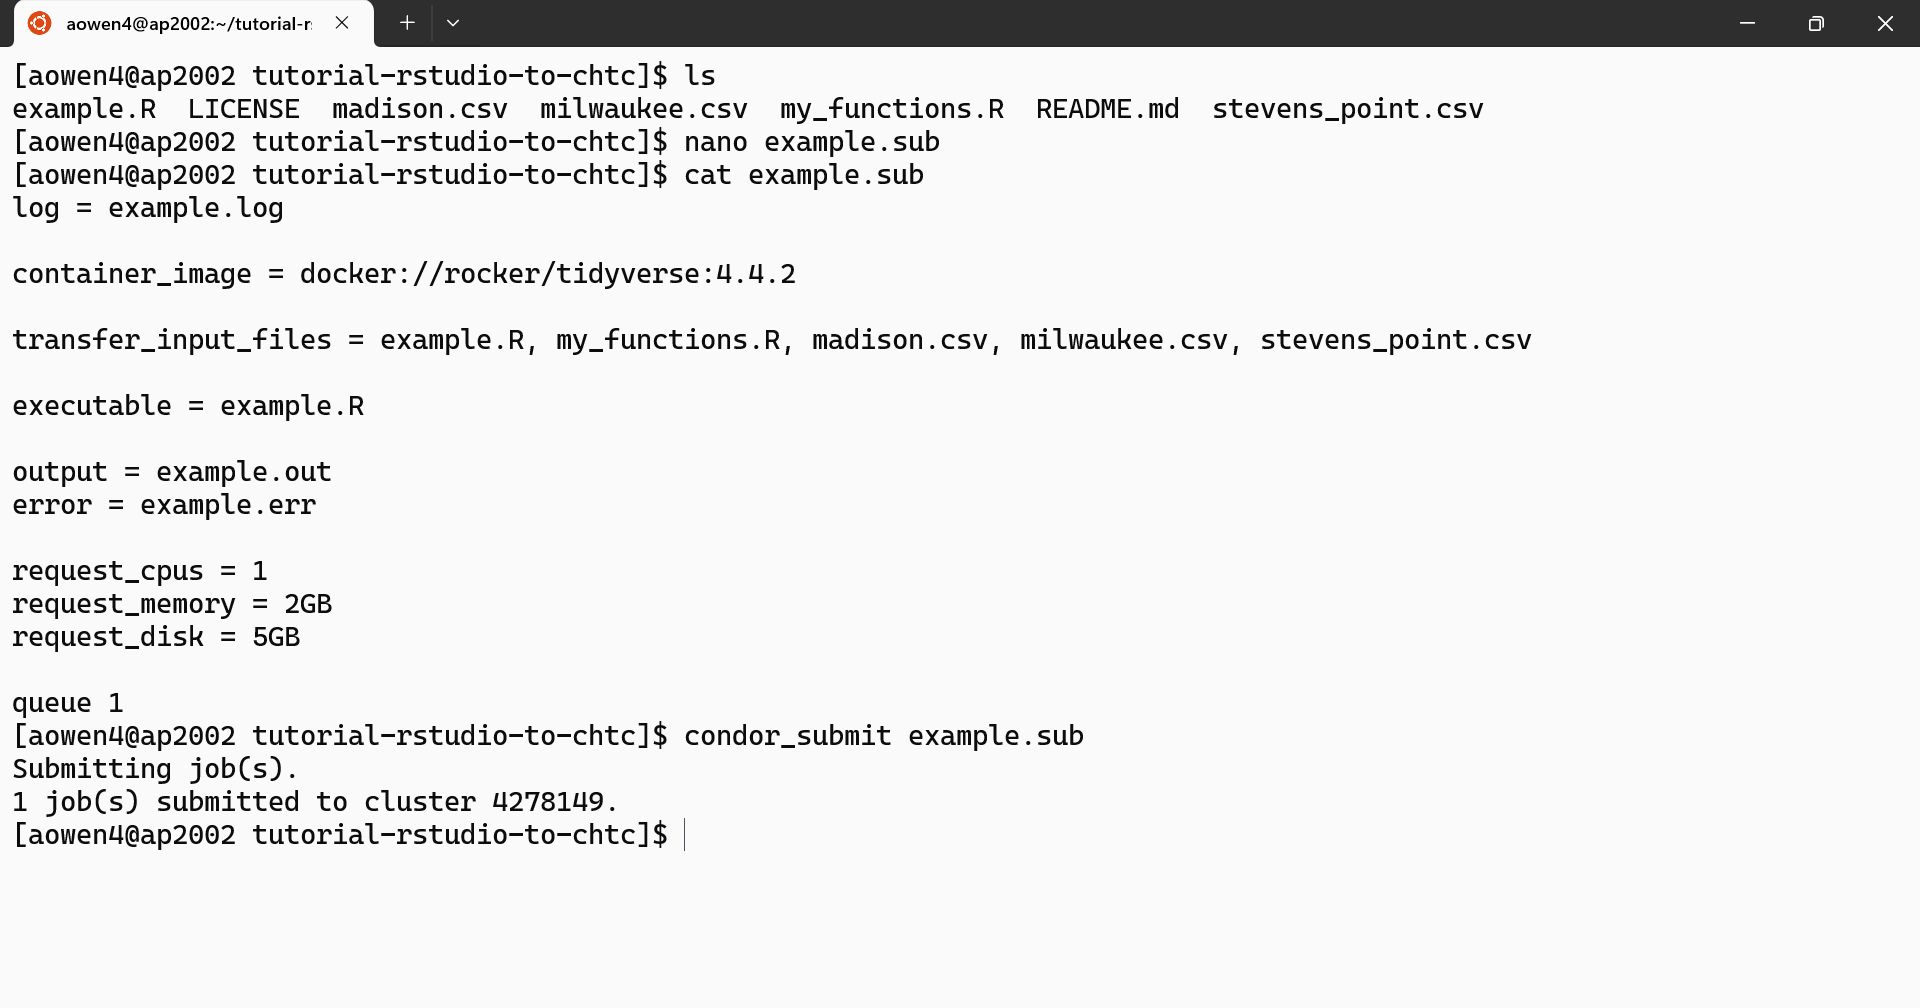 aowen4@ap2002:~/tutorial-r
[aowen4@ap2002 tutorial-rstudio-to-chtc]$ ls
example.R  LICENSE  madison.csv  milwaukee.csv  my_functions.R  README.md  stevens_point.csv
[aowen4@ap2002 tutorial-rstudio-to-chtc]$ nano example.sub
[aowen4@ap2002 tutorial-rstudio-to-chtc]$ cat example.sub
log = example.log

container_image = docker://rocker/tidyverse:4.4.2

transfer_input_files = example.R, my_functions.R, madison.csv, milwaukee.csv, stevens_point.csv

executable = example.R

output = example.out
error = example.err

request_cpus = 1
request_memory = 2GB
request_disk = 5GB

queue 1
[aowen4@ap2002 tutorial-rstudio-to-chtc]$ condor_submit example.sub
Submitting job(s).
1 job(s) submitted to cluster 4278149.
[aowen4@ap2002 tutorial-rstudio-to-chtc]$